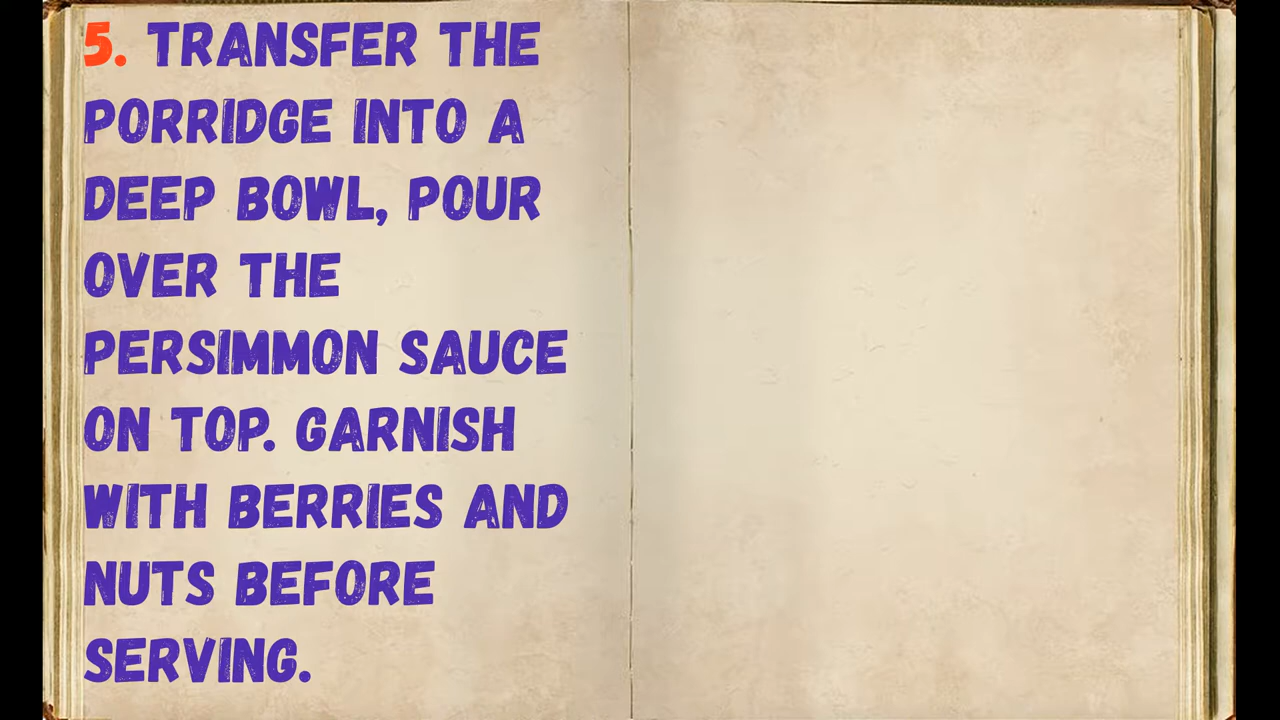 5. TRANSFER THE
PORRIDGE INTO A
DEEP BOWL, POUR
OVER THE
PERSIMMON SAUCE
ON TOP. GARNISH
WITH BERRIES AND
NUTS BEFORE
SERVING.